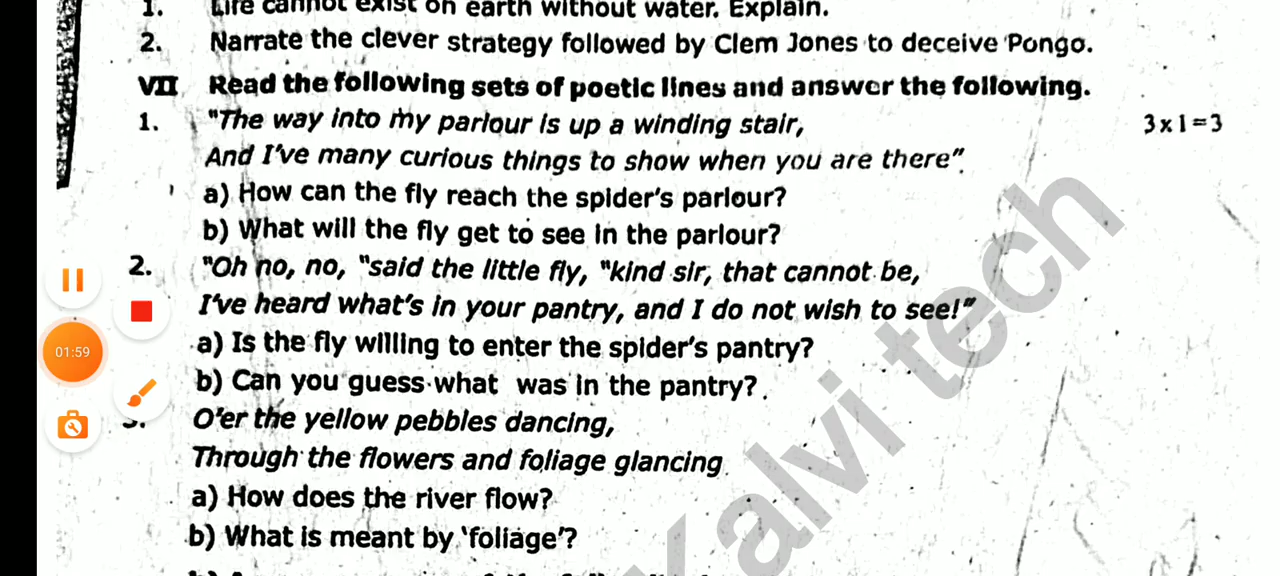 1. Life cannot exist on earth without water. Explain.
2. Narrate the clever strategy followed by Clem Jones to deceive Pongo.
VII Read the following sets of poetic lines and answer the following.
1. "The way into my parlour is up a winding stair, 3 x 1 = 3
And I've many curious things to show when you are there".
a) How can the fly reach the spider's parlour?
b) What will the fly get to see in the parlour?
2. "Oh no, no, "said the little fly, "kind sir, that cannot be,
I've heard what's in your pantry, and I do not wish to see!"
a) Is the fly willing to enter the spider's pantry?
01:59
b) Can you guess what was in the pantry?.
3. O'er the yellow pebbles dancing,
Through the flowers and foliage glancing
a) How does the river flow?
b) What is meant by 'foliage'?
Kalvi tech